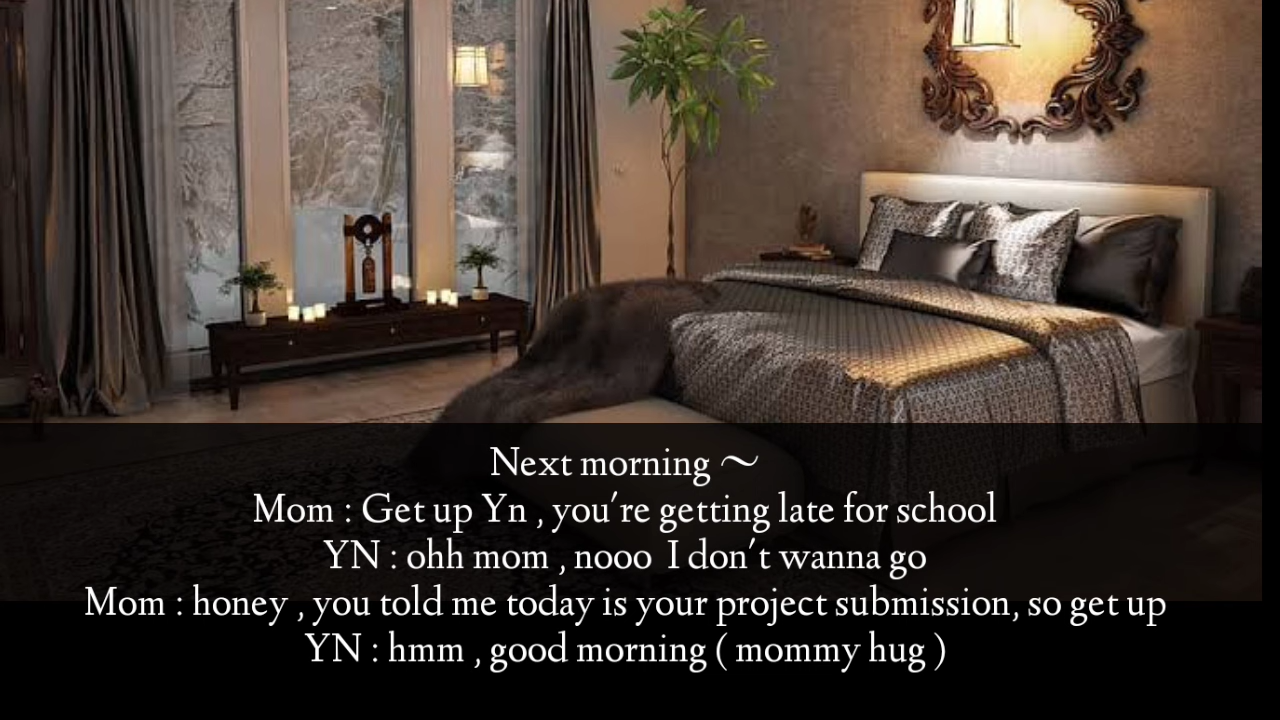 Next morning ～
Mom : Get up Yn , you're getting late for school
YN : ohh mom , nooo I don't wanna go
Mom : honey , you told me today is your project submission, so get up
YN : hmm , good morning ( mommy hug )